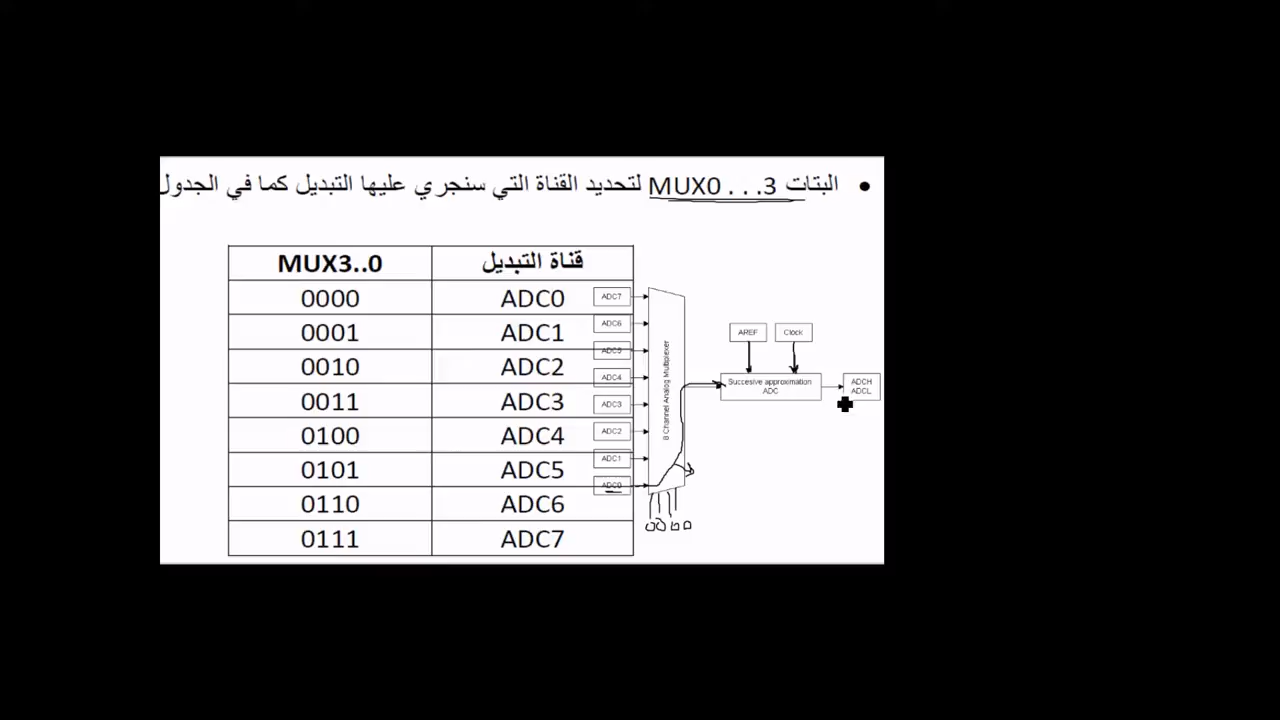 • البتات MUX0 . . .3 لتحديد القناة التي سنجري عليها التبديل كما في الجدول
MUX3..0 قناة التبديل
0000 ADC0
0001 ADC1
0010 ADC2
0011 ADC3
0100 ADC4
0101 ADC5
0110 ADC6
0111 ADC7
ADC7
ADC6
ADC5
ADC4
ADC3
ADC2
ADC1
ADC0
8 Channel Analog Multiplexer
AREF
Clock
Succesive approximation
ADC
ADCH
ADCL
0000